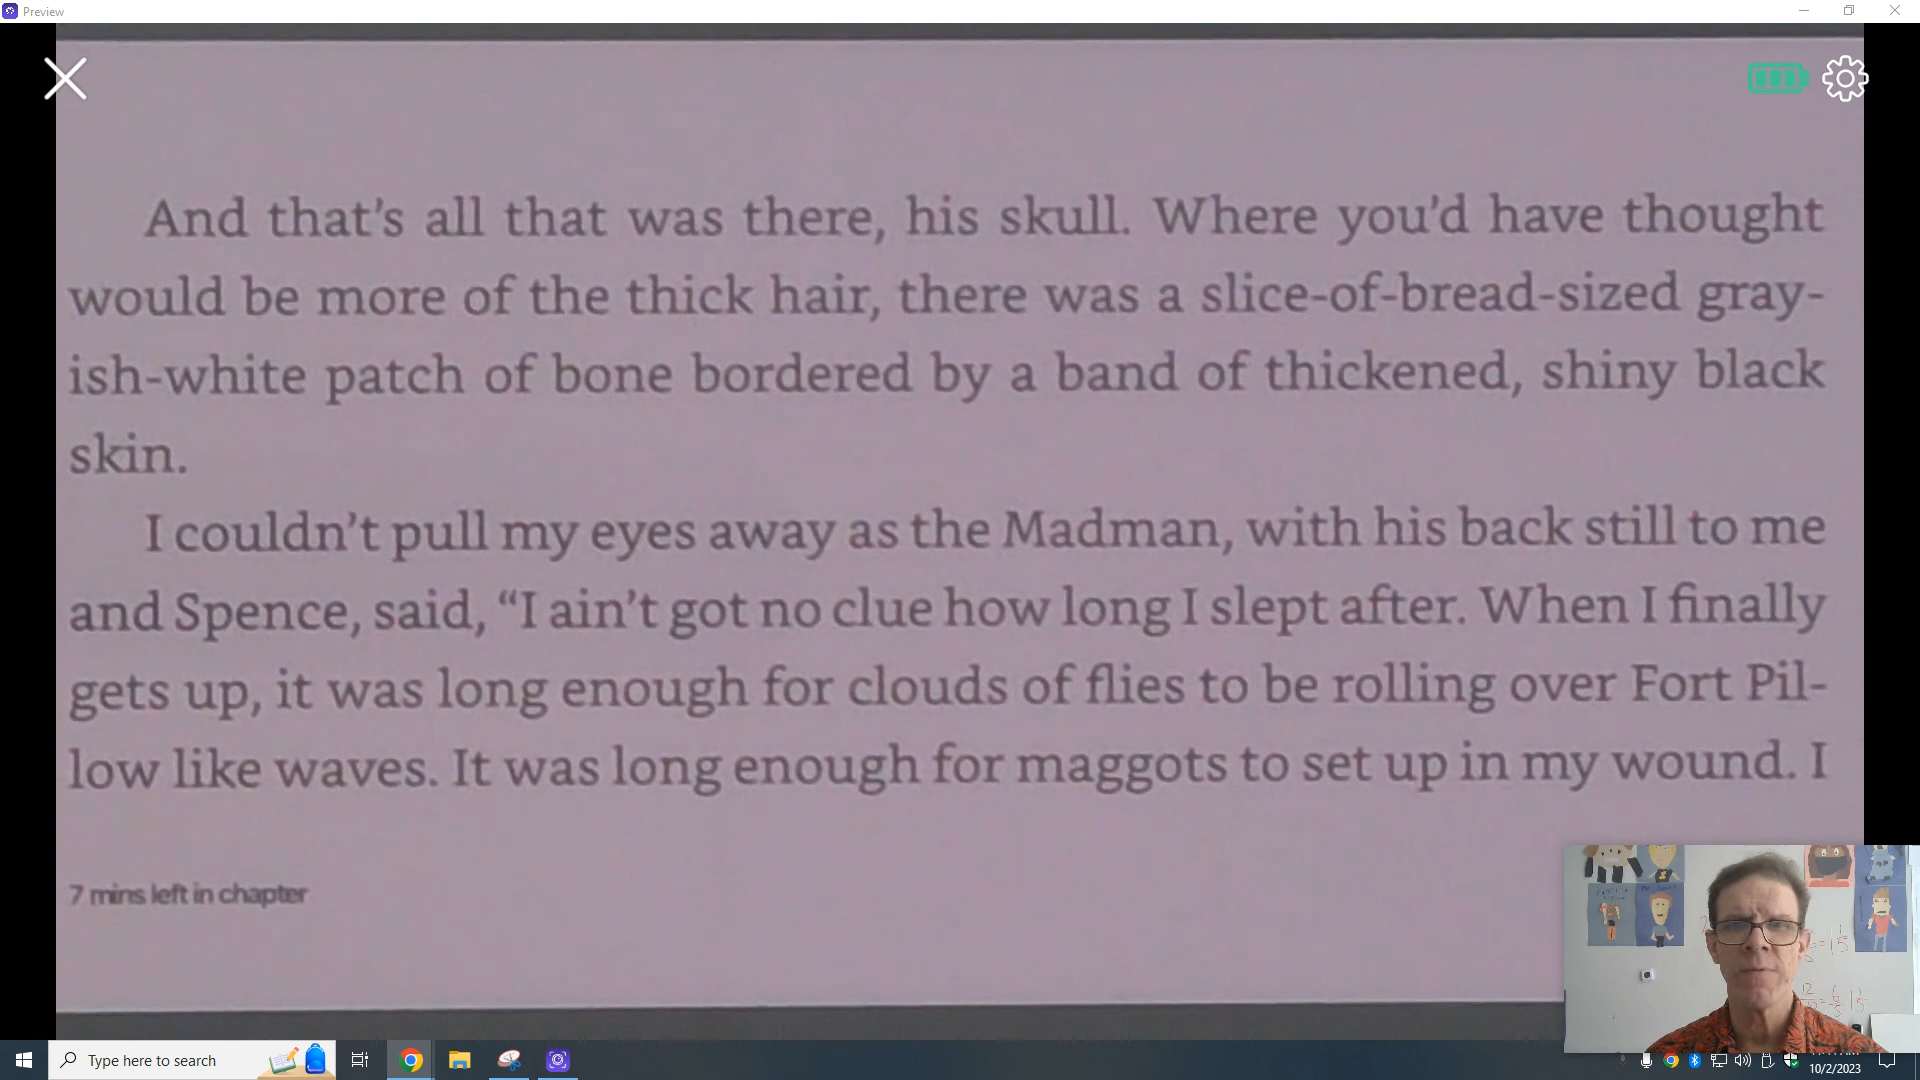 Preview
And that’s all that was there, his skull. Where you’d have thought
would be more of the thick hair, there was a slice-of-bread-sized gray-
ish-white patch of bone bordered by a band of thickened, shiny black
skin.
I couldn’t pull my eyes away as the Madman, with his back still to me
and Spence, said, “I ain’t got no clue how long I slept after. When I finally
gets up, it was long enough for clouds of flies to be rolling over Fort Pil-
low like waves. It was long enough for maggots to set up in my wound. I
7 mins left in chapter
Type here to search
10/2/2023